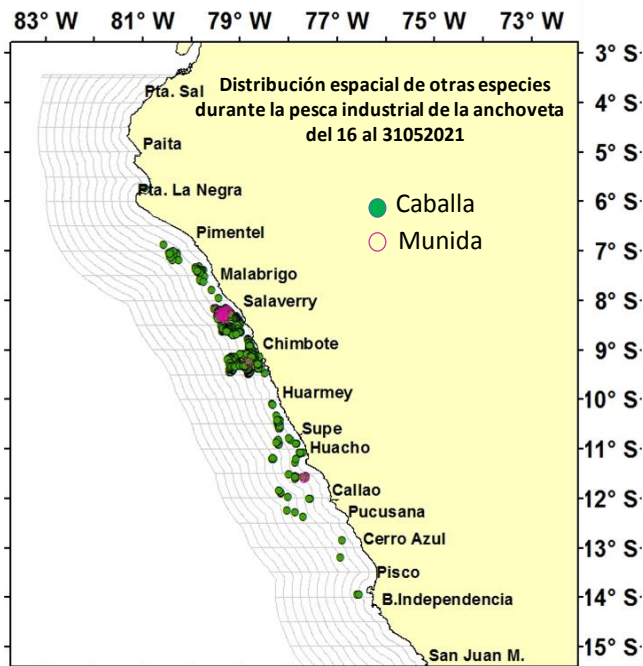 83° W 81° W 79° W 77° W 75° W 73° W
3° S
Distribución espacial de otras especies
durante la pesca industrial de la anchoveta
del 16 al 31052021
Pta. Sal
4° S
Paita
5° S
Pta. La Negra
6° S
Caballa
Munida
Pimentel
7° S
Malabrigo
8° S
Salaverry
Chimbote
9° S
Huarmey
10° S
Supe
Huacho
11° S
Callao
12° S
Pucusana
Cerro Azul
13° S
Pisco
B.Independencia
14° S
San Juan M.
15° S